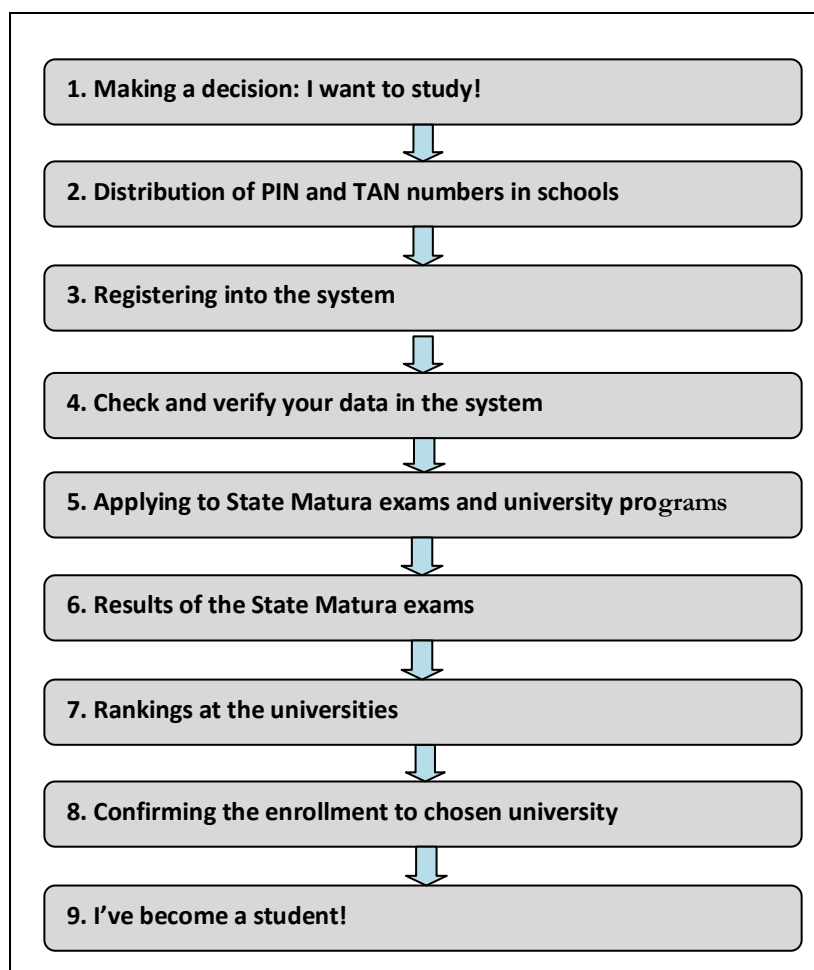 1. Making a decision: I want to study!
2. Distribution of PIN and TAN numbers in schools
3. Registering into the system
4. Check and verify your data in the system
5. Applying to State Matura exams and university programs
6. Results of the State Matura exams
7. Rankings at the universities
8. Confirming the enrollment to chosen university
9. I’ve become a student!